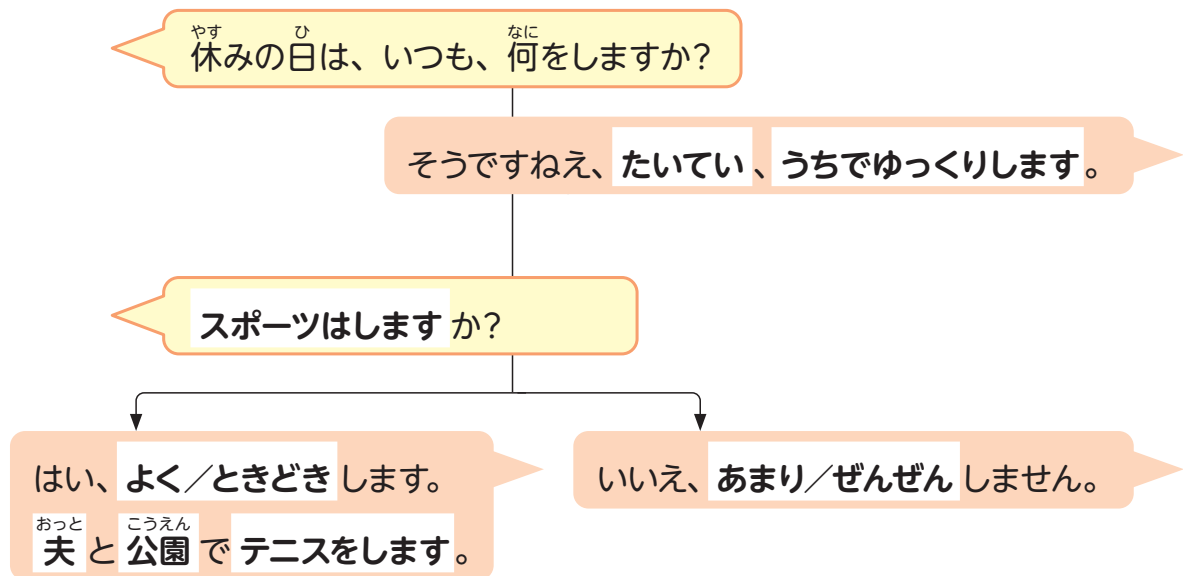 休みの日は、いつも、何をしますか？
そうですねえ、たいてい、うちでゆっくりします。
スポーツはしますか？
はい、よく／ときどきします。
夫と公園でテニスをします。
いいえ、あまり／ぜんぜんしません。